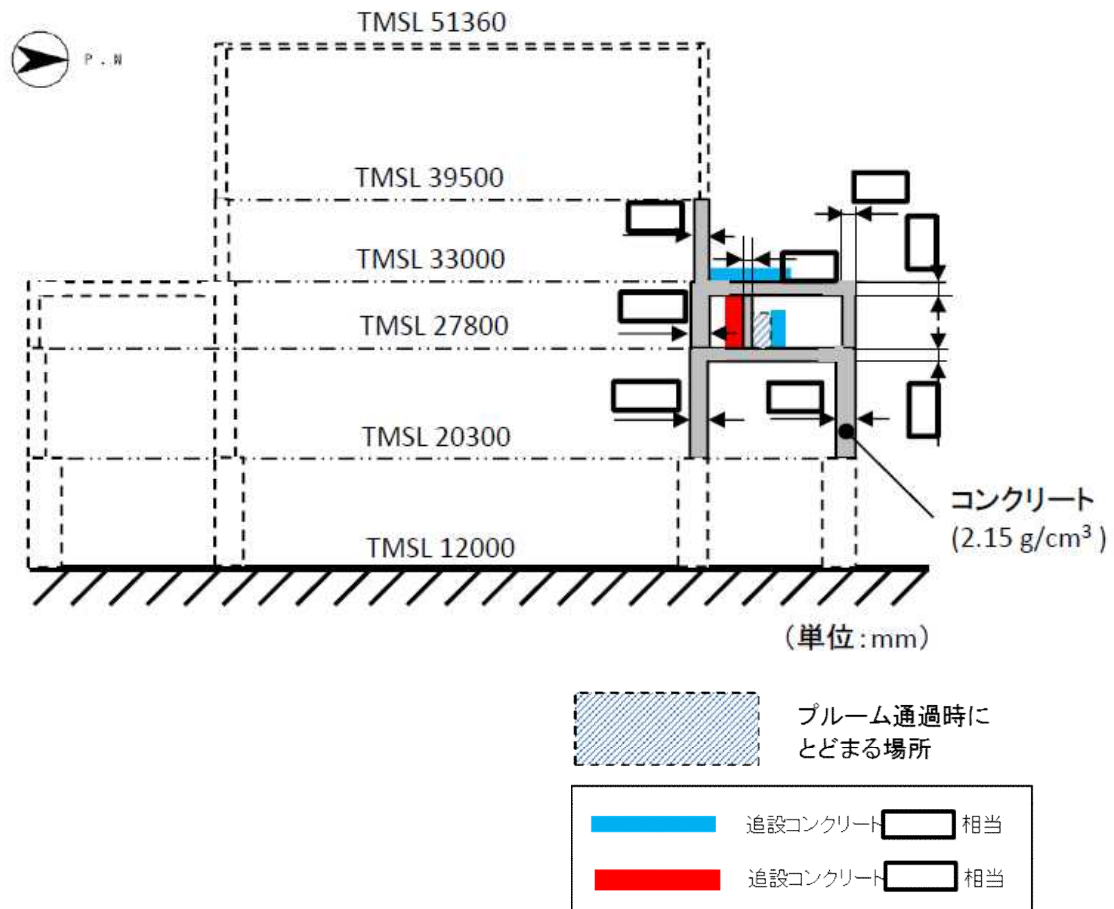 TMSL 51360
P.N
TMSL 39500
TMSL 33000
TMSL 27800
TMSL 20300
コンクリート
(2.15 g/cm³ )
TMSL 12000
(単位:mm)
プルーム通過時に
とどまる場所
追設コンクリート 相当
追設コンクリート 相当